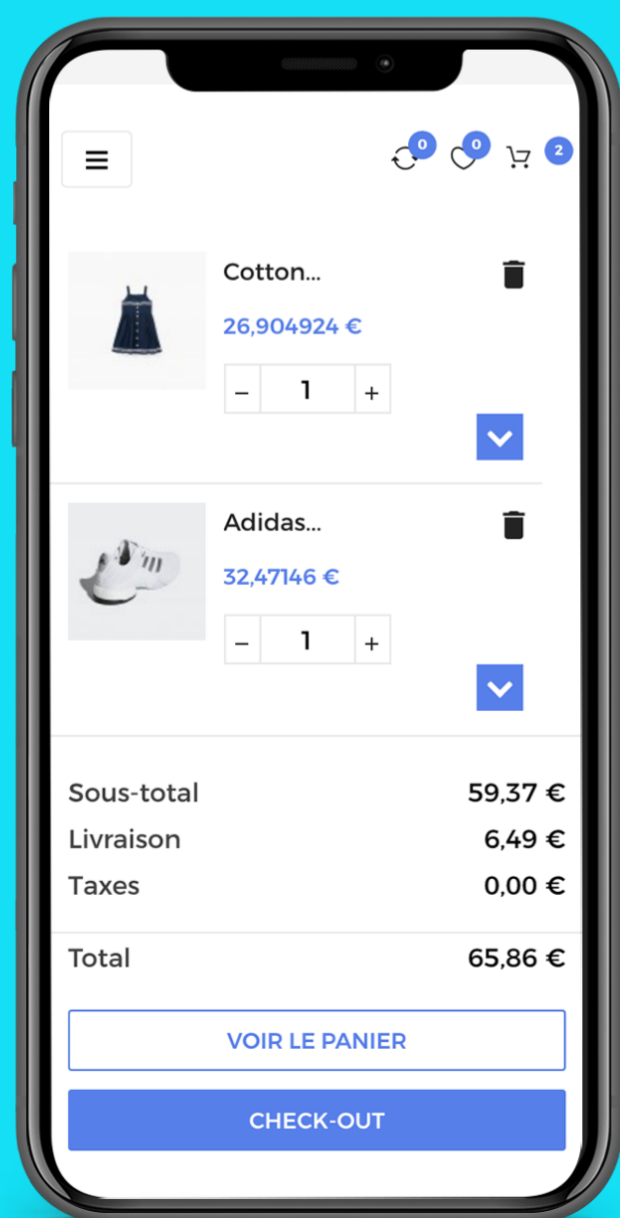 0
0
2
Cotton...
26,904924 €
– 1 +
Adidas...
32,47146 €
– 1 +
Sous-total 59,37 €
Livraison 6,49 €
Taxes 0,00 €
Total 65,86 €
VOIR LE PANIER
CHECK-OUT